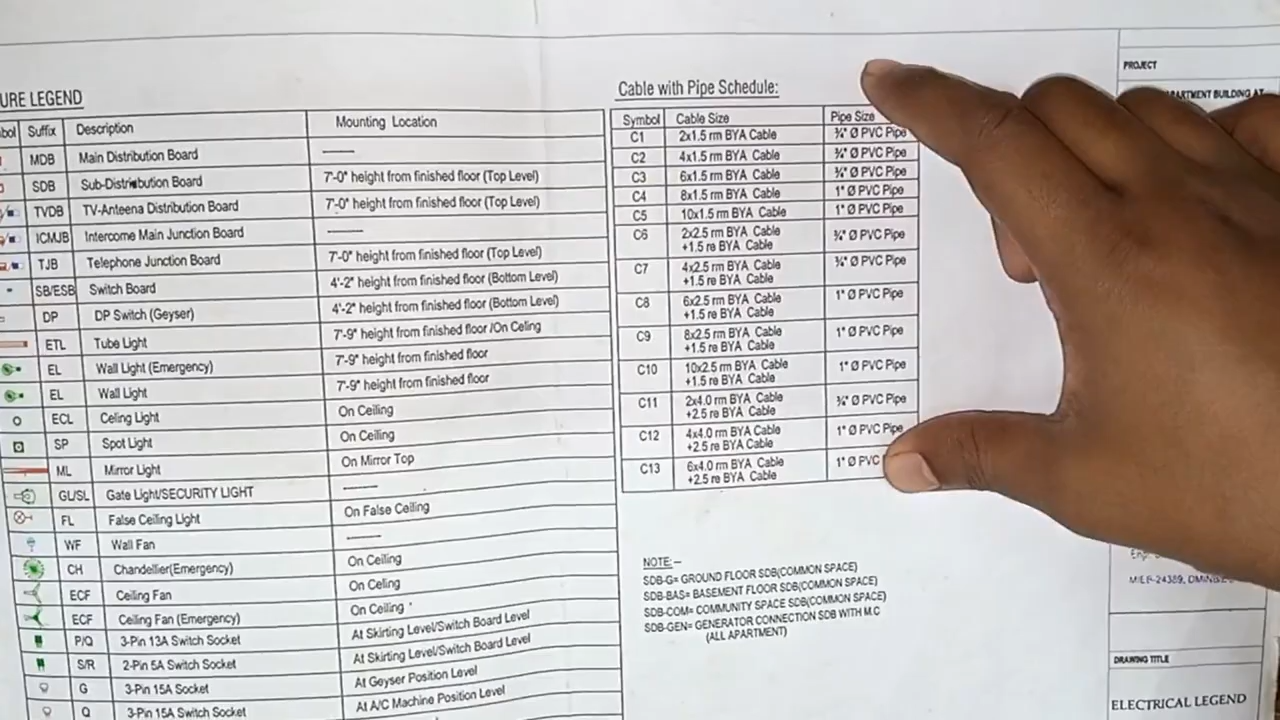 URE LEGEND
bol Suffix Description Mounting Location
MDB Main Distribution Board
SDB Sub-Distribution Board 7'-0" height from finished floor (Top Level)
TVDB TV-Anteena Distribution Board 7'-0" height from finished floor (Top Level)
ICMJB Intercome Main Junction Board
TJB Telephone Junction Board 7'-0" height from finished floor (Top Level)
SB/ESB Switch Board 4'-2" height from finished floor (Bottom Level)
DP DP Switch (Geyser) 4'-2" height from finished floor (Bottom Level)
ETL Tube Light 7'-9" height from finished floor /On Celing
EL Wall Light (Emergency) 7'-9" height from finished floor
EL Wall Light 7'-9" height from finished floor
ECL Celing Light On Ceiling
SP Spot Light On Ceiling
ML Mirror Light On Mirror Top
GL/SL Gate Light/SECURITY LIGHT
FL False Ceiling Light On False Ceiling
WF Wall Fan
CH Chandellier(Emergency) On Ceiling
ECF Ceiling Fan On Celing
ECF Ceiling Fan (Emergency) On Ceiling
P/Q 3-Pin 13A Switch Socket At Skirting Level/Switch Board Level
S/R 2-Pin 5A Switch Socket At Skirting Level/Switch Board Level
G 3-Pin 15A Socket At Geyser Position Level
Q 3-Pin 15A Switch Socket At A/C Machine Position Level
Cable with Pipe Schedule:
Symbol Cable Size Pipe Size
C1 2x1.5 rm BYA Cable ¾" Ø PVC Pipe
C2 4x1.5 rm BYA Cable ¾" Ø PVC Pipe
C3 6x1.5 rm BYA Cable ¾" Ø PVC Pipe
C4 8x1.5 rm BYA Cable 1" Ø PVC Pipe
C5 10x1.5 rm BYA Cable 1" Ø PVC Pipe
C6 2x2.5 rm BYA Cable ¾" Ø PVC Pipe
+1.5 re BYA Cable
C7 4x2.5 rm BYA Cable ¾" Ø PVC Pipe
+1.5 re BYA Cable
C8 6x2.5 rm BYA Cable 1" Ø PVC Pipe
+1.5 re BYA Cable
C9 8x2.5 rm BYA Cable 1" Ø PVC Pipe
+1.5 re BYA Cable
C10 10x2.5 rm BYA Cable 1" Ø PVC Pipe
+1.5 re BYA Cable
C11 2x4.0 rm BYA Cable ¾" Ø PVC Pipe
+2.5 re BYA Cable
C12 4x4.0 rm BYA Cable 1" Ø PVC Pipe
+2.5 re BYA Cable
C13 6x4.0 rm BYA Cable 1" Ø PVC
+2.5 re BYA Cable
NOTE:—
SDB-G= GROUND FLOOR SDB(COMMON SPACE)
SDB-BAS= BASEMENT FLOOR SDB(COMMON SPACE)
SDB-COM= COMMUNITY SPACE SDB(COMMON SPACE)
SDB-GEN= GENERATOR CONNECTION SDB WITH M.C
(ALL APARTMENT)
PROJECT
PARTMENT BUILDING AT
DRAWING TITLE
ELECTRICAL LEGEND